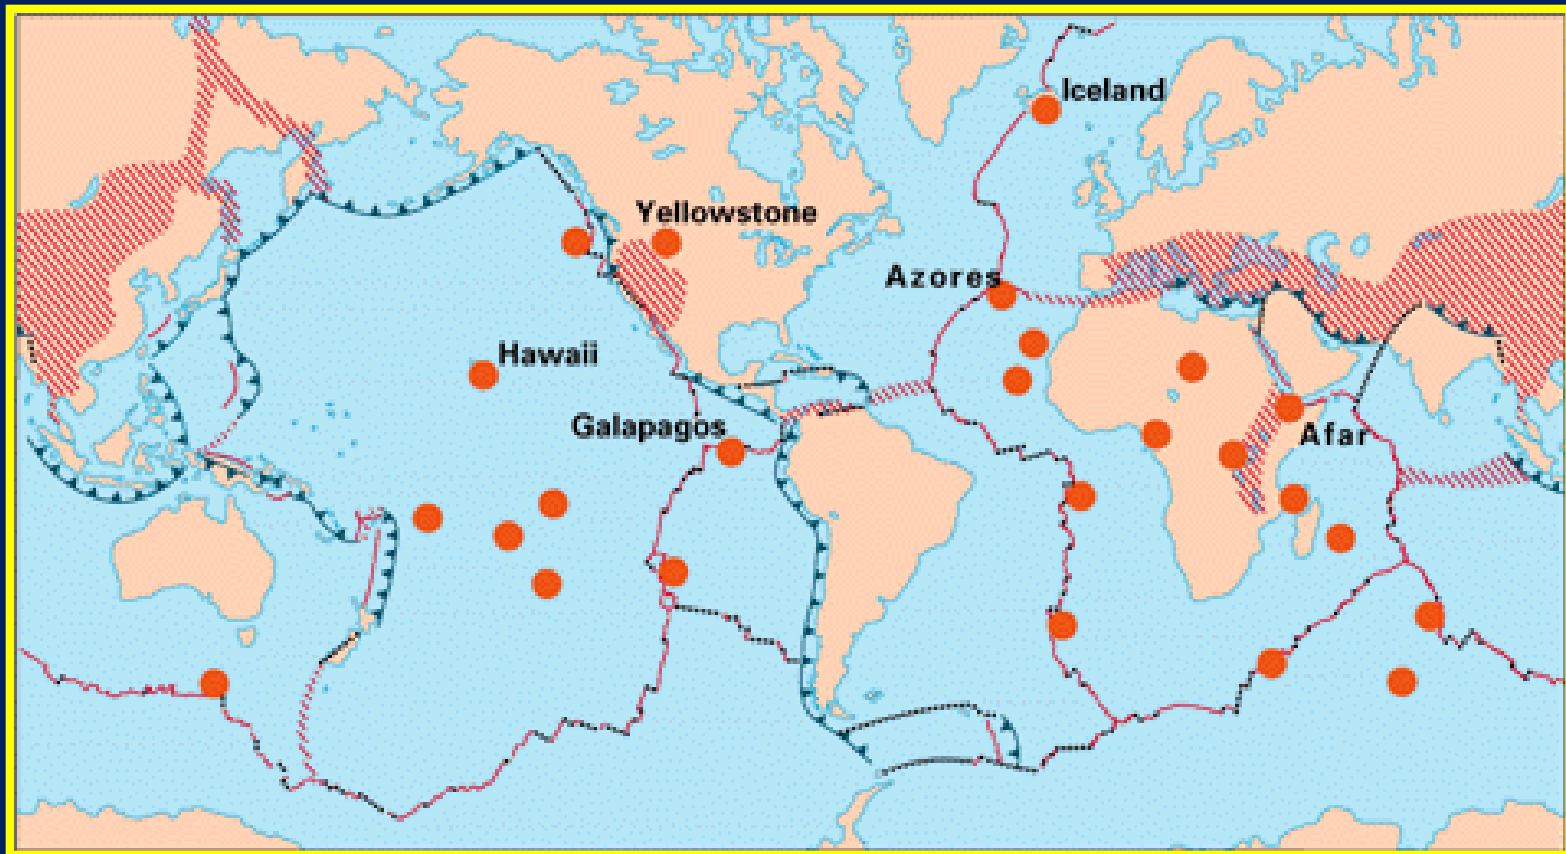 Iceland
Yellowstone
Azores
Hawaii
Galapagos
Afar